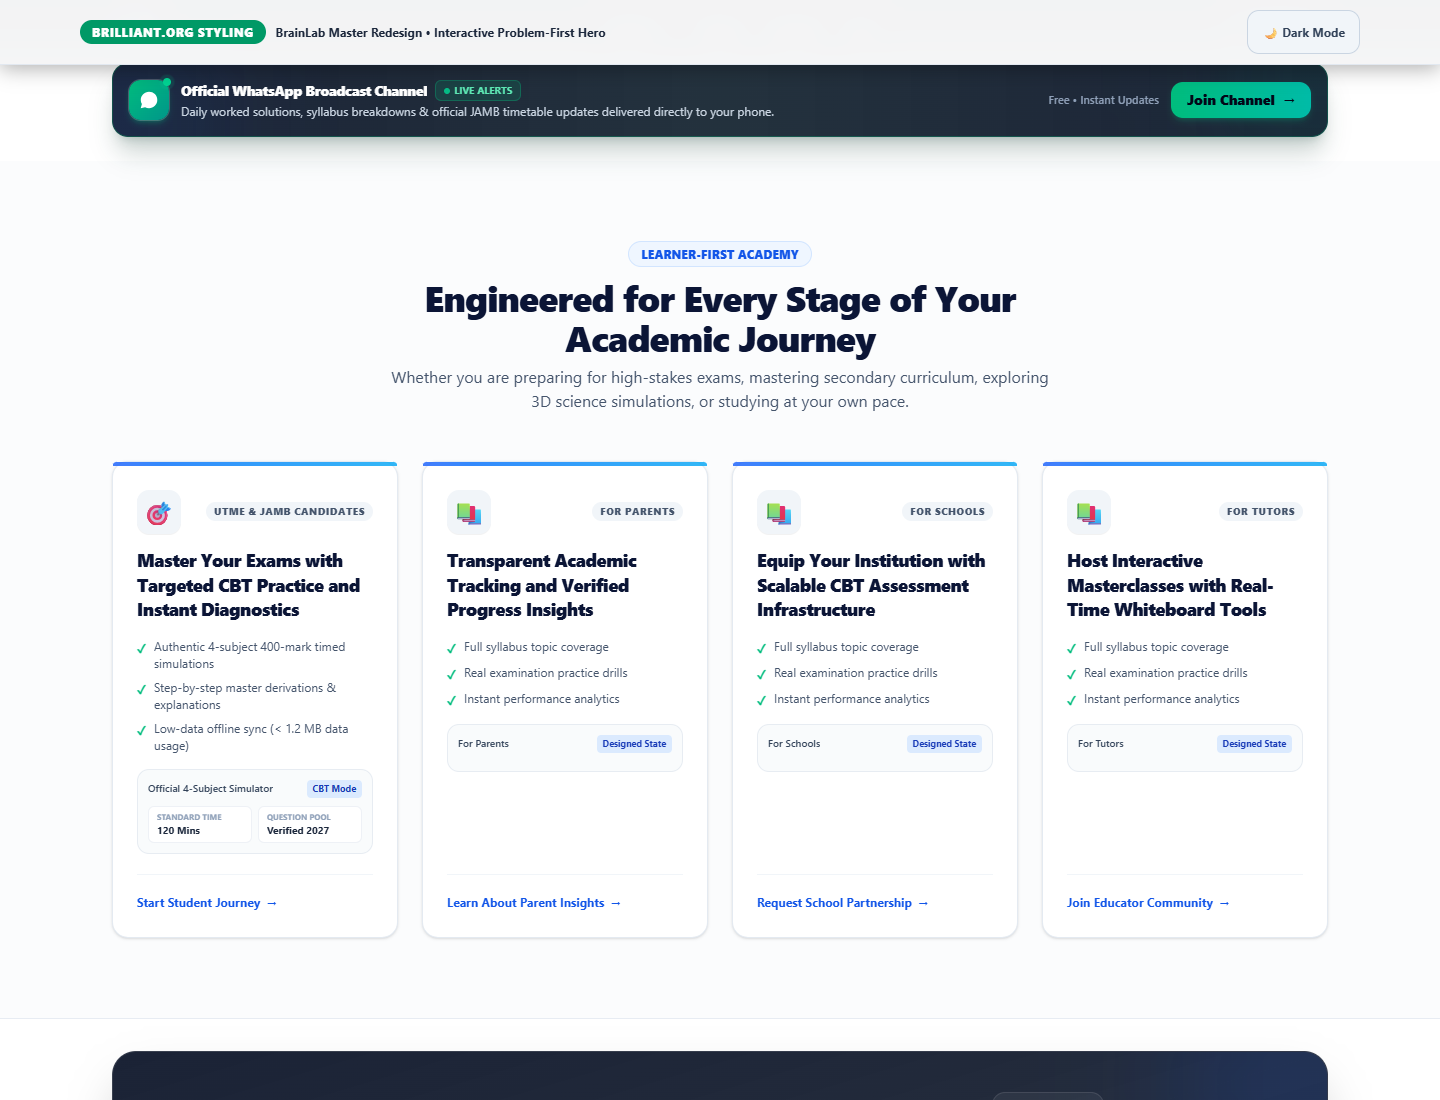 BRILLIANT.ORG STYLING
BrainLab Master Redesign • Interactive Problem-First Hero
🌙 Dark Mode
Official WhatsApp Broadcast Channel
LIVE ALERTS
Daily worked solutions, syllabus breakdowns & official JAMB timetable updates delivered directly to your phone.
Free • Instant Updates
Join Channel →
LEARNER-FIRST ACADEMY
Engineered for Every Stage of Your
Academic Journey
Whether you are preparing for high-stakes exams, mastering secondary curriculum, exploring
3D science simulations, or studying at your own pace.
UTME & JAMB CANDIDATES
Master Your Exams with
Targeted CBT Practice and
Instant Diagnostics
✓ Authentic 4-subject 400-mark timed
simulations
✓ Step-by-step master derivations &
explanations
✓ Low-data offline sync (< 1.2 MB data
usage)
Official 4-Subject Simulator
CBT Mode
STANDARD TIME
120 Mins
QUESTION POOL
Verified 2027
Start Student Journey →
FOR PARENTS
Transparent Academic
Tracking and Verified
Progress Insights
✓ Full syllabus topic coverage
✓ Real examination practice drills
✓ Instant performance analytics
For Parents
Designed State
Learn About Parent Insights →
FOR SCHOOLS
Equip Your Institution with
Scalable CBT Assessment
Infrastructure
✓ Full syllabus topic coverage
✓ Real examination practice drills
✓ Instant performance analytics
For Schools
Designed State
Request School Partnership →
FOR TUTORS
Host Interactive
Masterclasses with Real-
Time Whiteboard Tools
✓ Full syllabus topic coverage
✓ Real examination practice drills
✓ Instant performance analytics
For Tutors
Designed State
Join Educator Community →